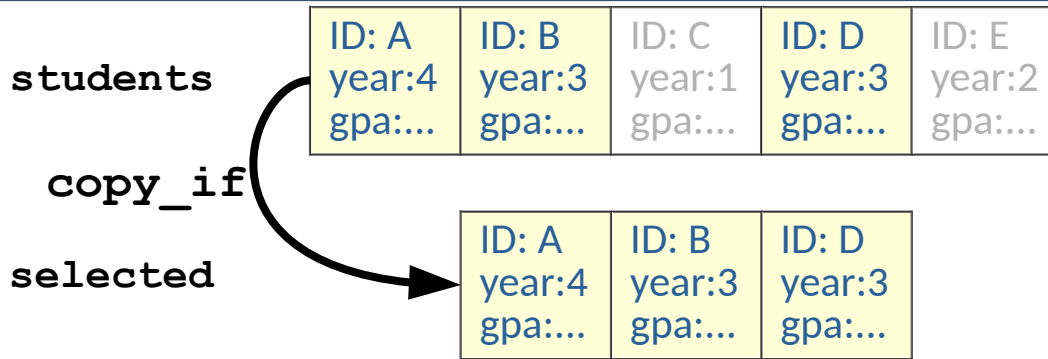 students
ID: A ID: B ID: C ID: D ID: E
year:4 year:3 year:1 year:3 year:2
gpa:... gpa:... gpa:... gpa:... gpa:...
copy_if
selected
ID: A ID: B ID: D
year:4 year:3 year:3
gpa:... gpa:... gpa:...